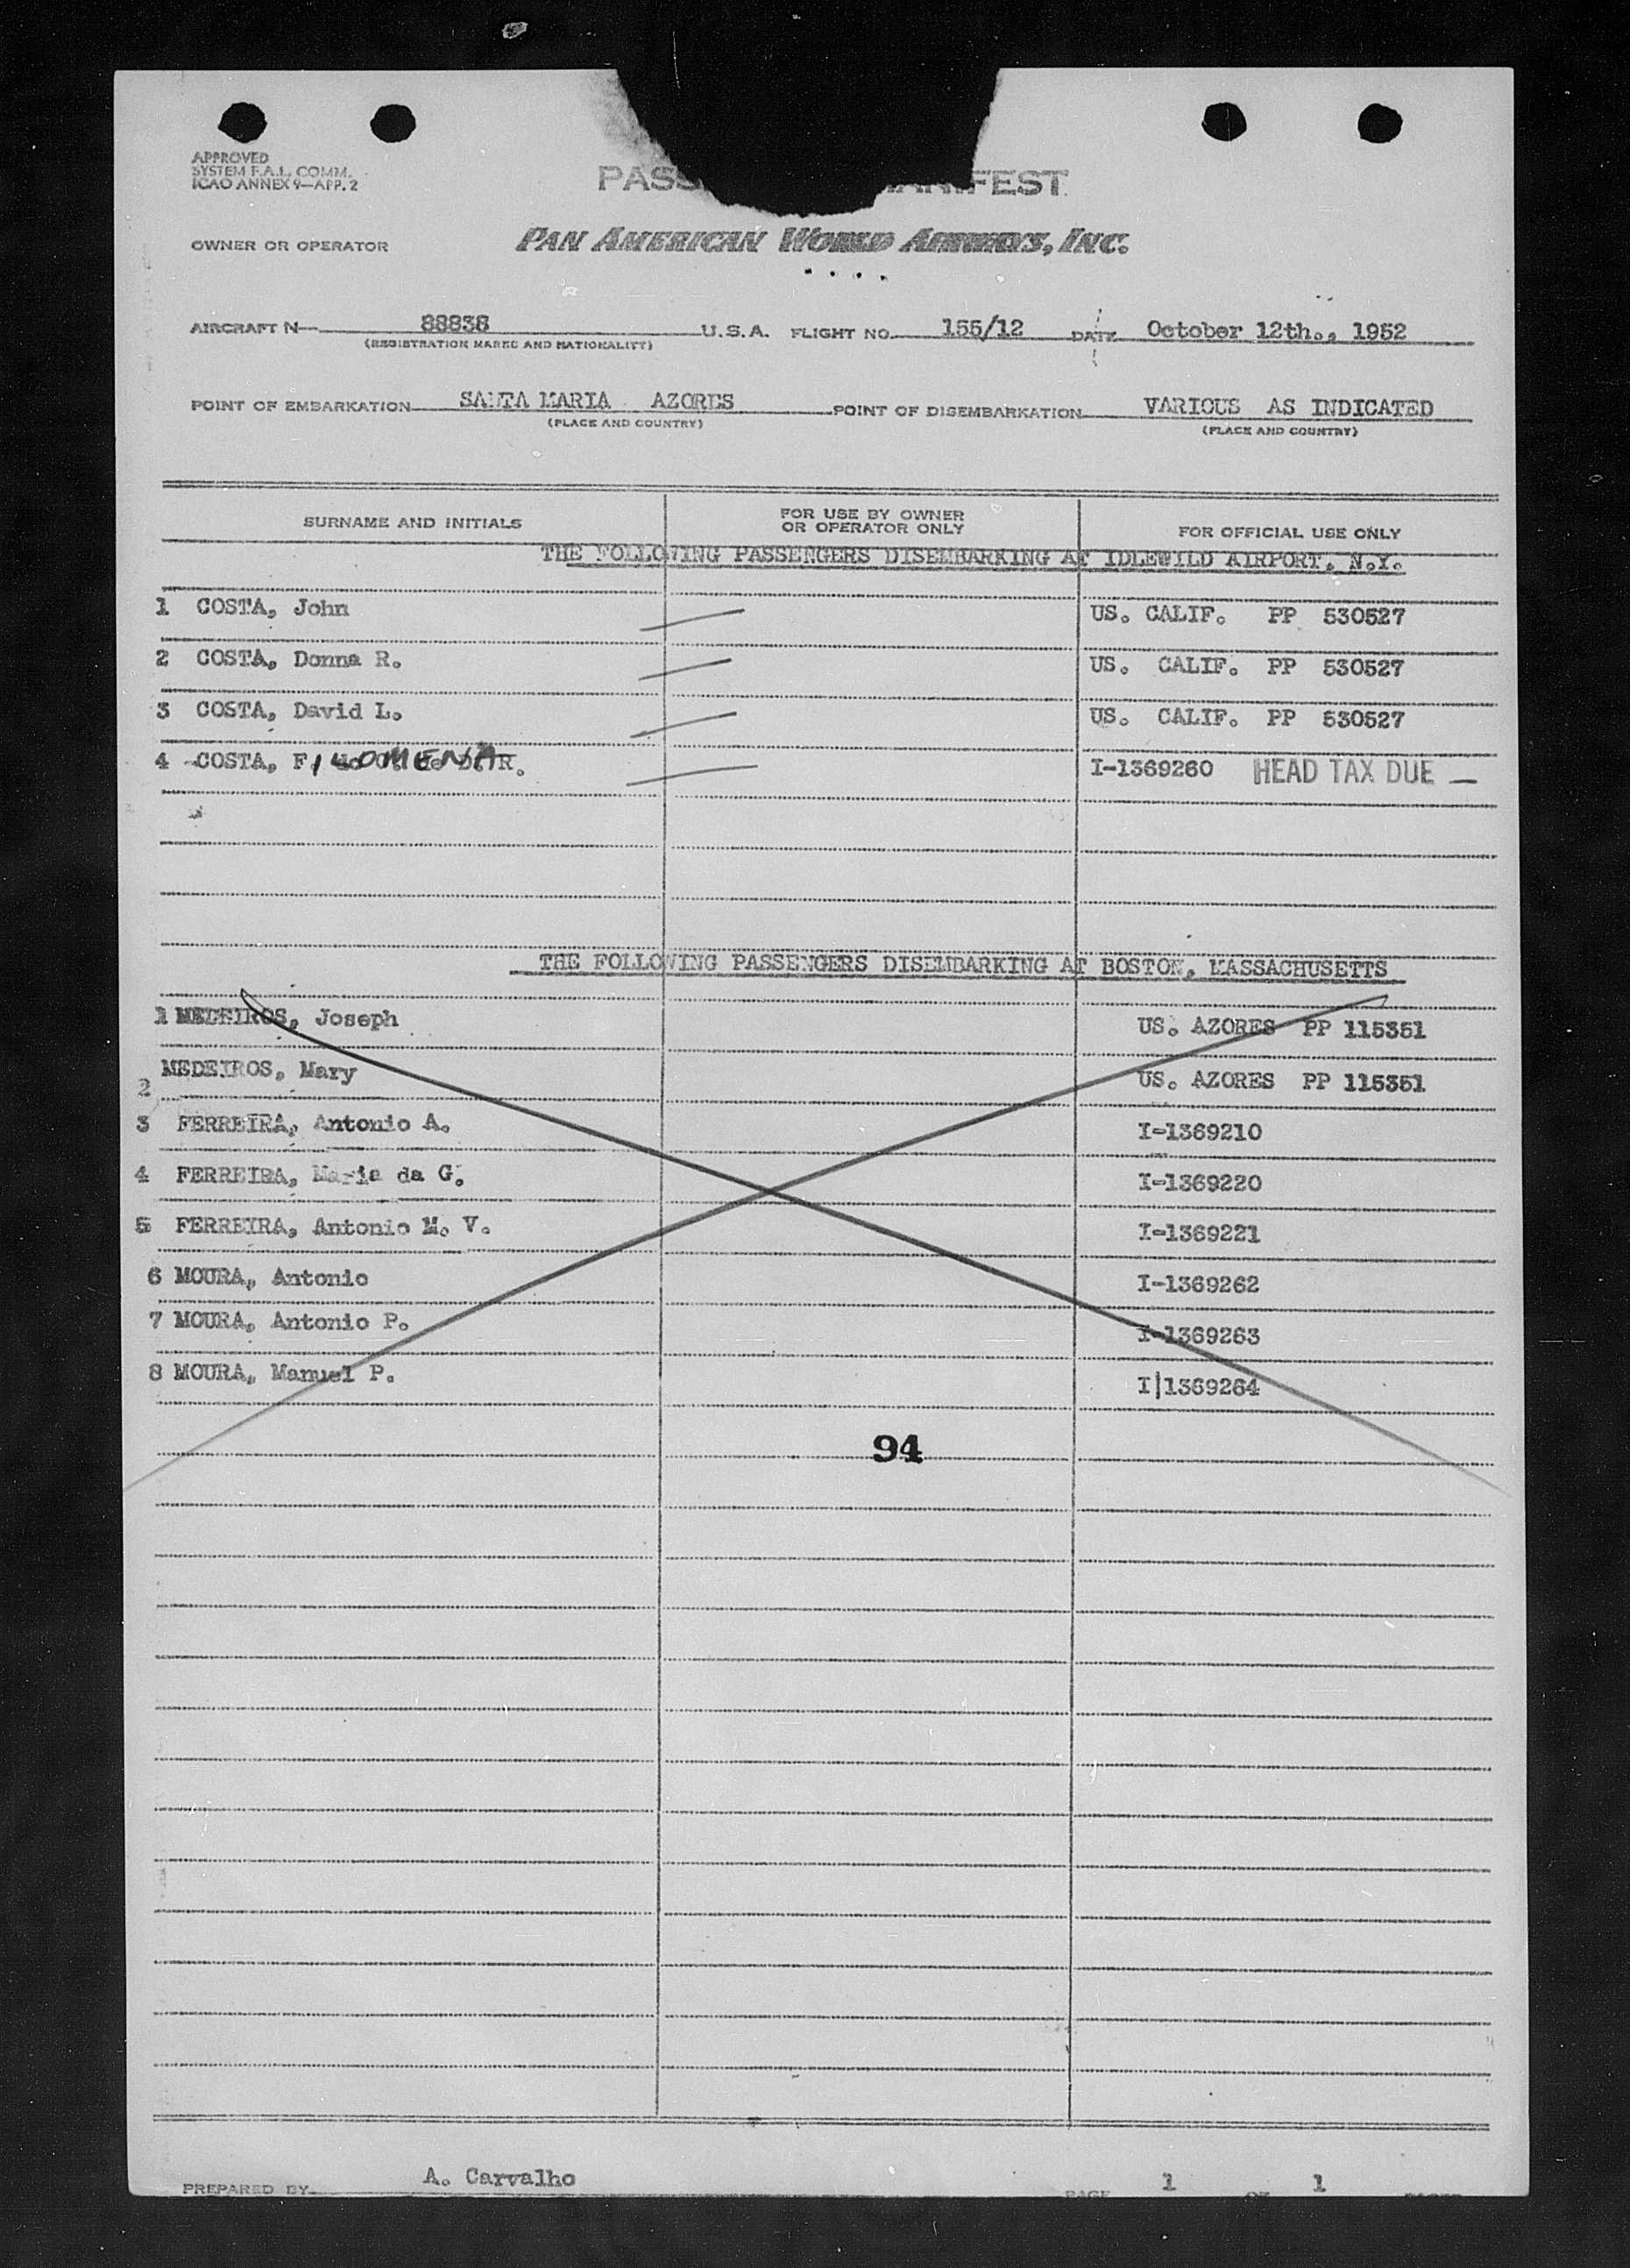 APPROVED
SYSTEM F.A.L. COMM.
ICAO ANNEX 9—APP. 2
OWNER OR OPERATOR PAN AMERICAN WORLD AIRWAYS, INC.
AIRCRAFT N— 88838 U.S.A. FLIGHT NO. 155/12 DATE October 12th., 1952
(REGISTRATION MARKS AND NATIONALITY)
POINT OF EMBARKATION SANTA MARIA AZORES POINT OF DISEMBARKATION VARIOUS AS INDICATED
(PLACE AND COUNTRY) (PLACE AND COUNTRY)
SURNAME AND INITIALS FOR USE BY OWNER OR OPERATOR ONLY FOR OFFICIAL USE ONLY
THE FOLLOWING PASSENGERS DISEMBARKING AT IDLEWILD AIRPORT, N.Y.
1 COSTA, John US. CALIF. PP 530527
2 COSTA, Donna R. US. CALIF. PP 530527
3 COSTA, David L. US. CALIF. PP 530527
4 COSTA, FILOMENA R. I-1369260 HEAD TAX DUE —
THE FOLLOWING PASSENGERS DISEMBARKING AT BOSTON, MASSACHUSETTS
1 MEDEIROS, Joseph US. AZORES PP 115351
2 MEDEIROS, Mary US. AZORES PP 115351
3 FERREIRA, Antonio A. I-1369210
4 FERREIRA, Maria da G. I-1369220
5 FERREIRA, Antonio M. V. I-1369221
6 MOURA, Antonio I-1369262
7 MOURA, Antonio P. I-1369263
8 MOURA, Manuel P. I|1369264
94
PREPARED BY A. Carvalho PAGE 1 OF 1